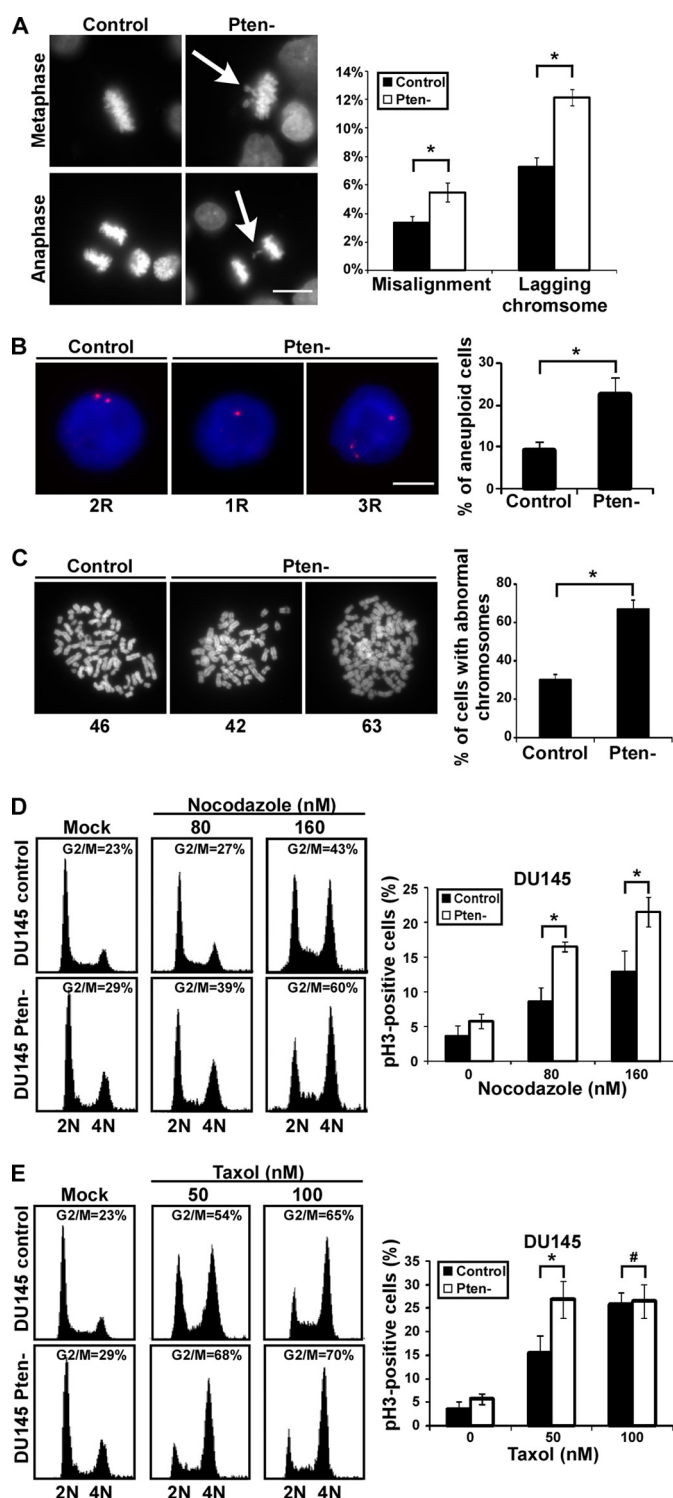 A
Control
Pten-
Metaphase
Anaphase
Control
Pten-
14%
12%
10%
8%
6%
4%
2%
0%
*
*
Misalignment
Lagging
chromsome
B
Control
Pten-
2R
1R
3R
% of aneuploid cells
30
20
10
0
*
Control
Pten-
C
Control
Pten-
46
42
63
% of cells with abnormal
chromosomes
80
60
40
20
0
*
Control
Pten-
D
Nocodazole (nM)
Mock
80
160
DU145 control
G2/M=23%
G2/M=27%
G2/M=43%
DU145 Pten-
G2/M=29%
G2/M=39%
G2/M=60%
2N 4N
2N 4N
2N 4N
DU145
Control
Pten-
pH3-positive cells (%)
25
20
15
10
5
0
*
*
0
80
160
Nocodazole (nM)
E
Taxol (nM)
Mock
50
100
DU145 control
G2/M=23%
G2/M=54%
G2/M=65%
DU145 Pten-
G2/M=29%
G2/M=68%
G2/M=70%
2N 4N
2N 4N
2N 4N
DU145
Control
Pten-
pH3-positive cells (%)
35
30
25
20
15
10
5
0
*
#
0
50
100
Taxol (nM)